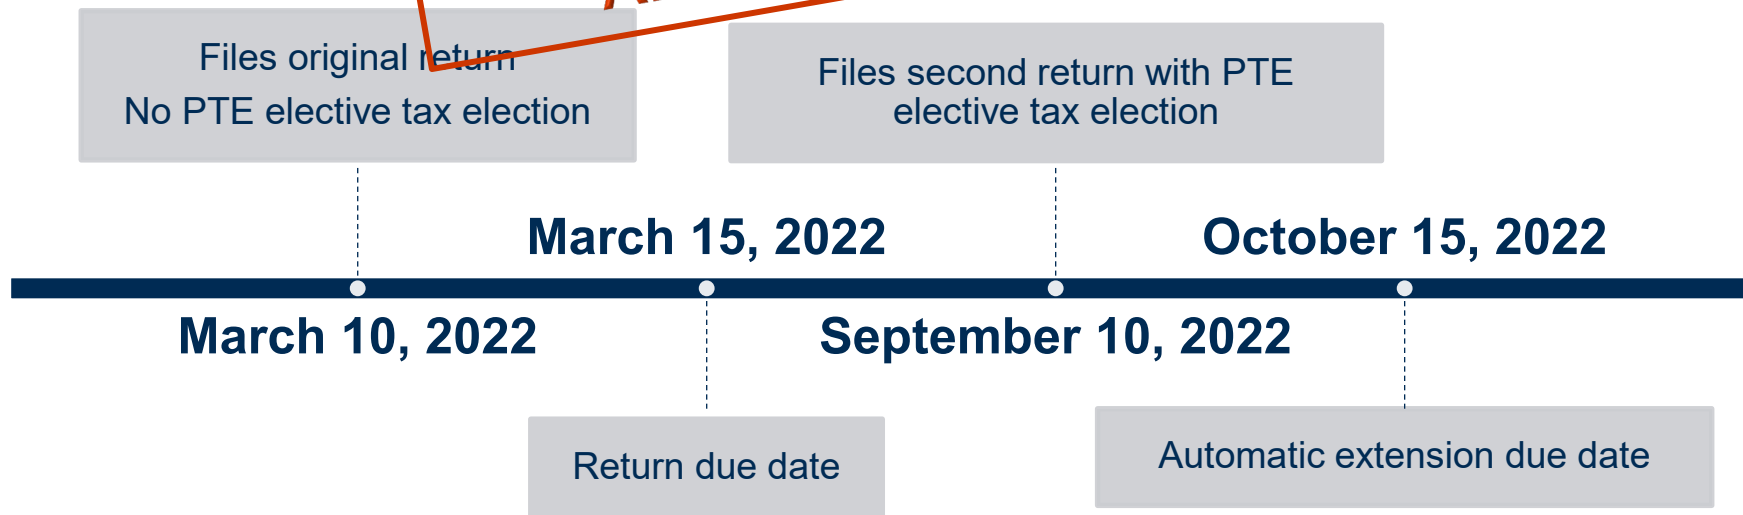 Files original return
No PTE elective tax election
Files second return with PTE
elective tax election
March 15, 2022
October 15, 2022
March 10, 2022
September 10, 2022
Return due date
Automatic extension due date